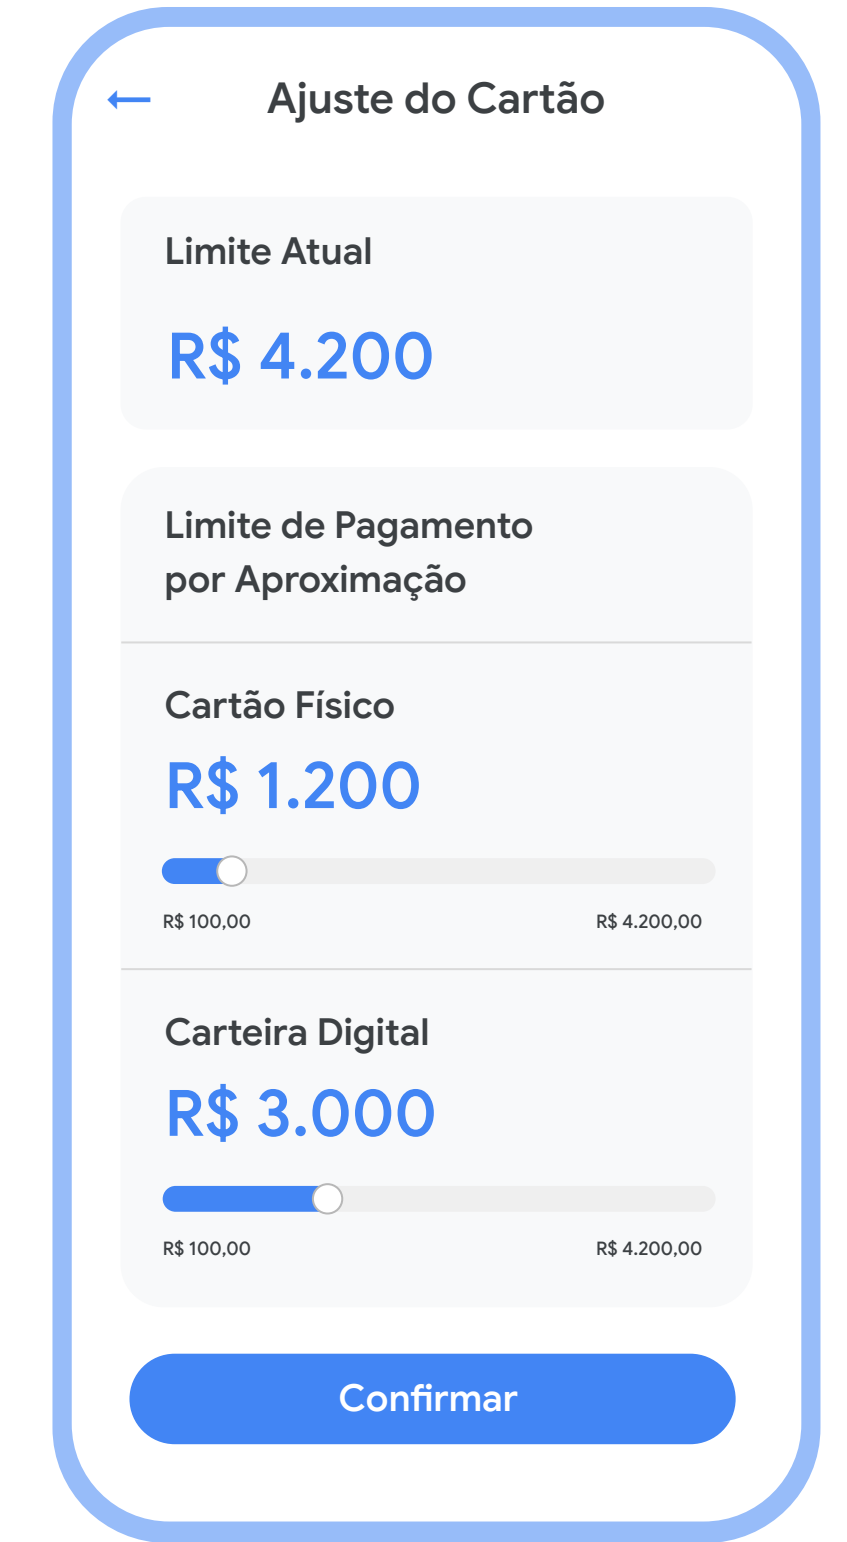 Ajuste do Cartão
Limite Atual
R$ 4.200
Limite de Pagamento
por Aproximação
Cartão Físico
R$ 1.200
R$ 100,00 R$ 4.200,00
Carteira Digital
R$ 3.000
R$ 100,00 R$ 4.200,00
Confirmar